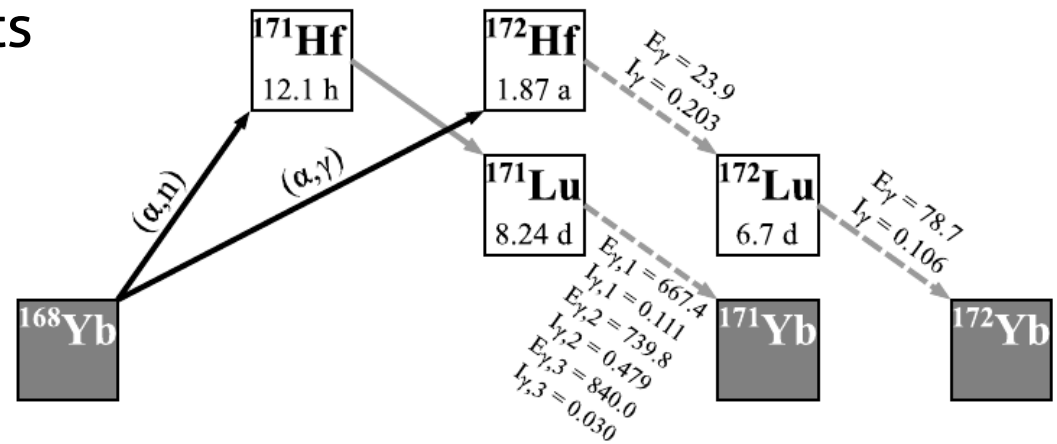 ts
171Hf
12.1 h
172Hf
1.87 a
Eγ = 23.9
Iγ = 0.203
(α,n)
(α,γ)
171Lu
8.24 d
172Lu
6.7 d
Eγ = 78.7
Iγ = 0.106
Eγ,1 = 667.4
Iγ,1 = 0.111
Eγ,2 = 739.8
Iγ,2 = 0.479
Eγ,3 = 840.0
Iγ,3 = 0.030
168Yb
171Yb
172Yb